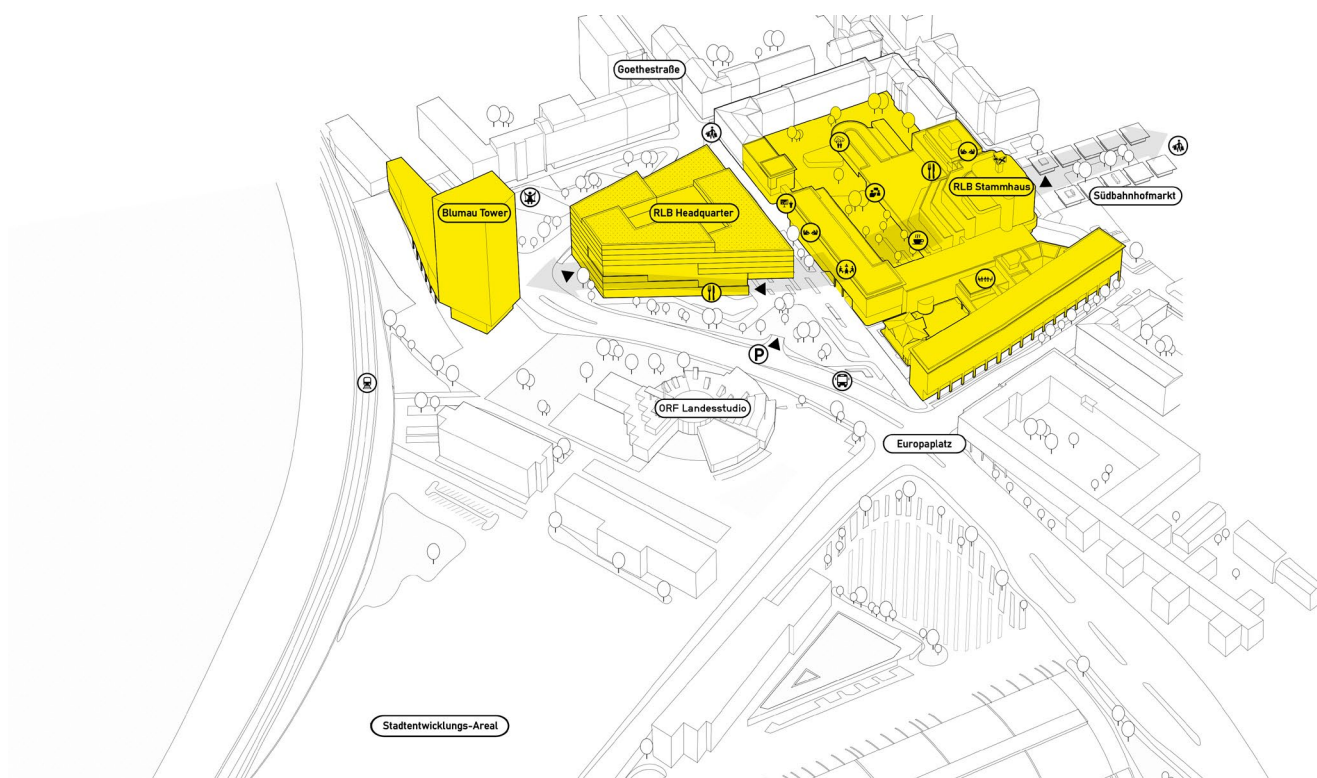 Goethestraße
Blumau Tower
RLB Headquarter
RLB Stammhaus
Südbahnhofmarkt
P
ORF Landesstudio
Europaplatz
Stadtentwicklungs-Areal